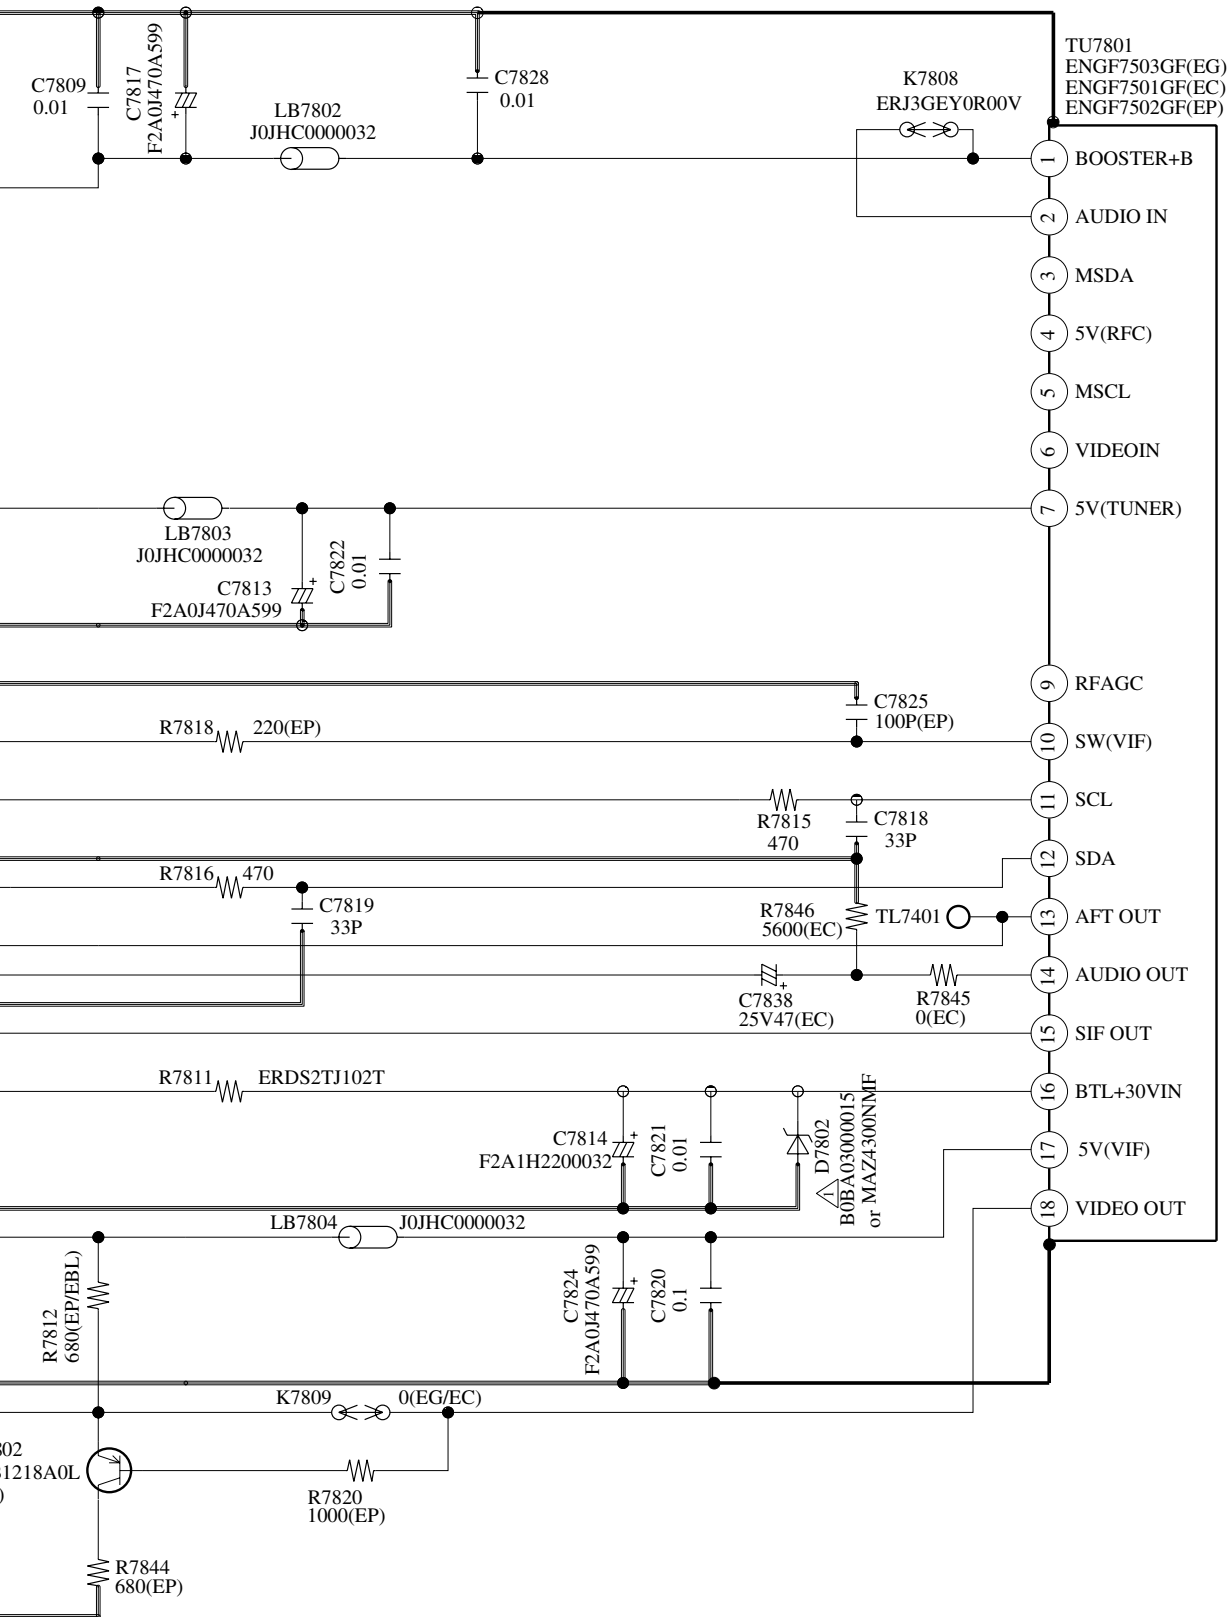 TU7801
ENGF7503GF(EG)
ENGF7501GF(EC)
ENGF7502GF(EP)
C7809
0.01
C7817
F2A0J470A599
+
LB7802
J0JHC0000032
C7828
0.01
K7808
ERJ3GEY0R00V
1 BOOSTER+B
2 AUDIO IN
3 MSDA
4 5V(RFC)
5 MSCL
6 VIDEOIN
7 5V(TUNER)
LB7803
J0JHC0000032
C7813
F2A0J470A599
+
C7822
0.01
9 RFAGC
C7825
100P(EP)
R7818 220(EP)
10 SW(VIF)
11 SCL
R7815
470
C7818
33P
12 SDA
R7816 470
C7819
33P
R7846
5600(EC)
TL7401
13 AFT OUT
14 AUDIO OUT
+
C7838
25V47(EC)
R7845
0(EC)
15 SIF OUT
R7811 ERDS2TJ102T
16 BTL+30VIN
C7814
F2A1H2200032
+
C7821
0.01
D7802
1
B0BA03000015
or MAZ4300NMF
17 5V(VIF)
18 VIDEO OUT
LB7804 J0JHC0000032
R7812
680(EP/EBL)
C7824
F2A0J470A599
+
C7820
0.1
K7809 0(EG/EC)
802
1218A0L
)
R7820
1000(EP)
R7844
680(EP)